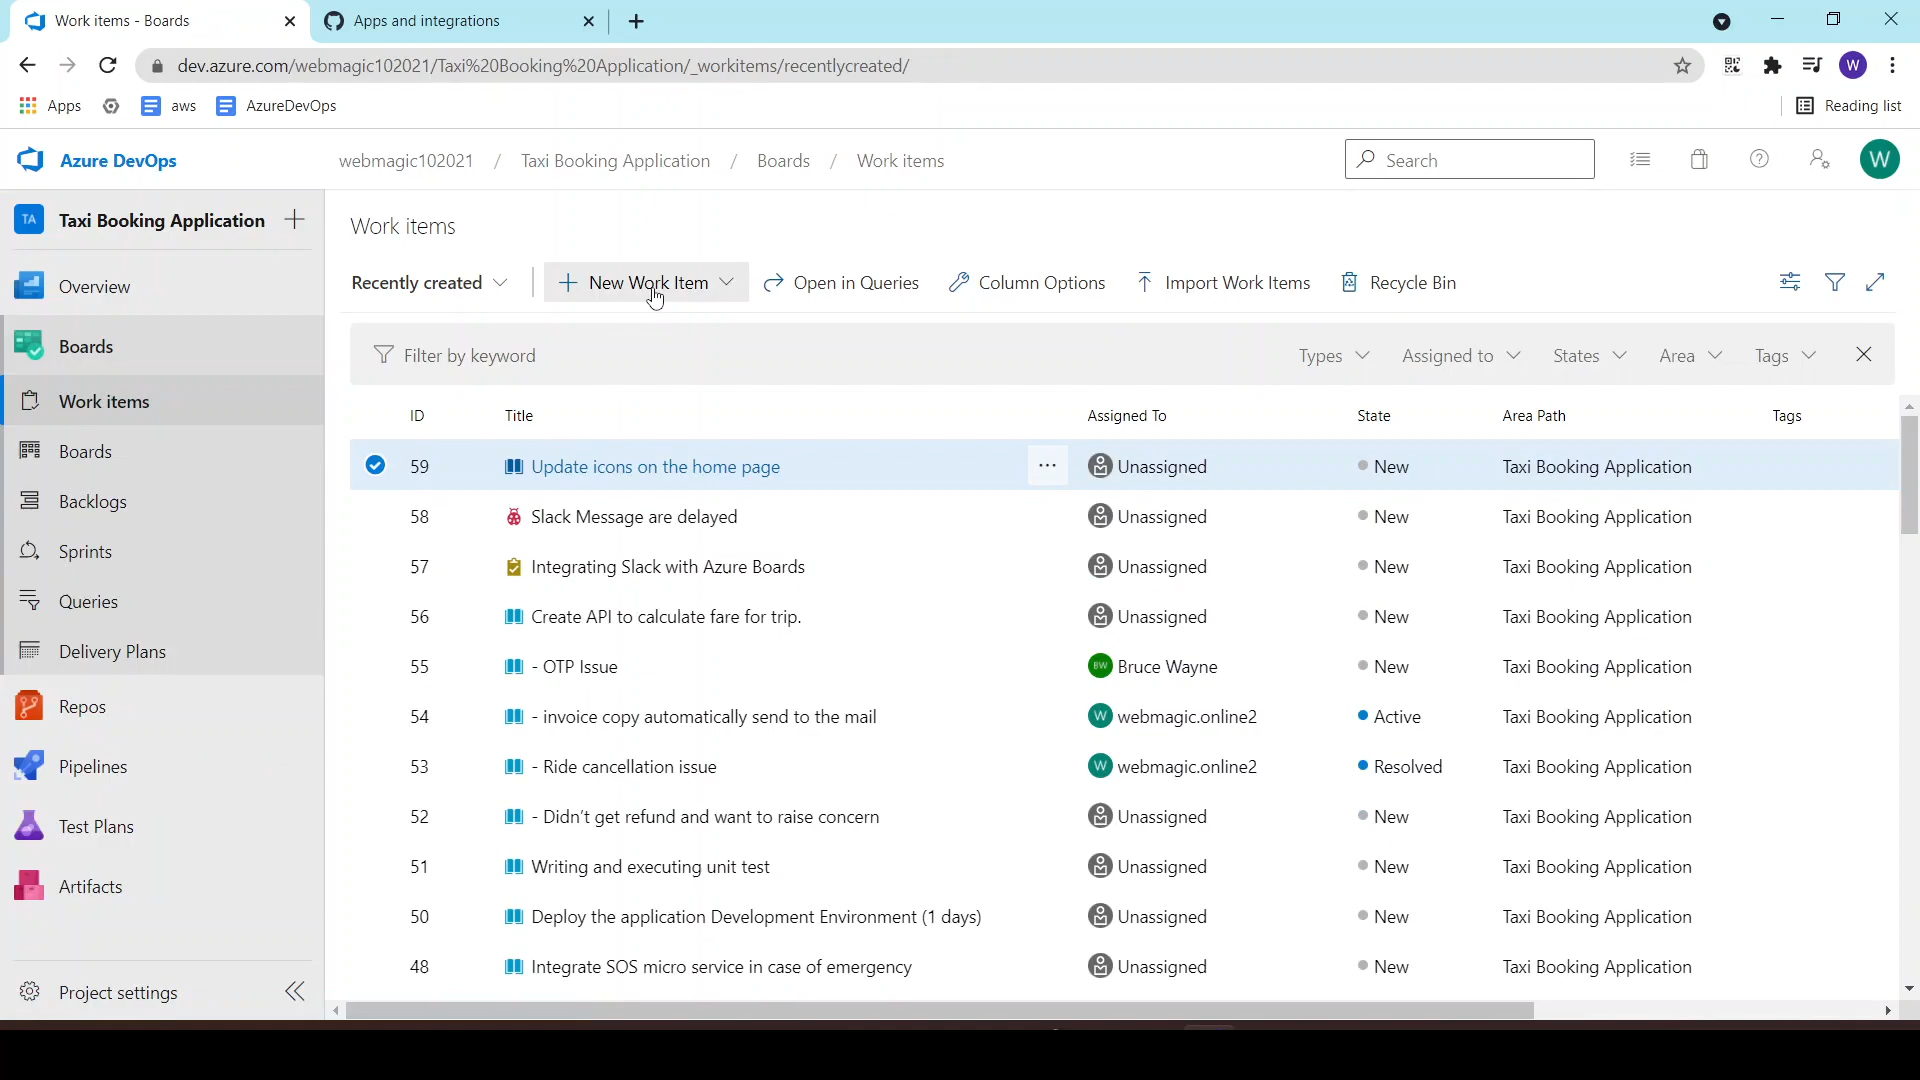 Work items - Boards
Apps and integrations
dev.azure.com/webmagic102021/Taxi%20Booking%20Application/_workitems/recentlycreated/
W
Apps
aws
AzureDevOps
Reading list
Azure DevOps
webmagic102021 / Taxi Booking Application / Boards / Work items
Search
W
TA Taxi Booking Application
Overview
Boards
Work items
Boards
Backlogs
Sprints
Queries
Delivery Plans
Repos
Pipelines
Test Plans
Artifacts
Project settings
Work items
Recently created
New Work Item
Open in Queries
Column Options
Import Work Items
Recycle Bin
Filter by keyword
Types
Assigned to
States
Area
Tags
ID Title Assigned To State Area Path Tags
59 Update icons on the home page ... Unassigned New Taxi Booking Application
58 Slack Message are delayed Unassigned New Taxi Booking Application
57 Integrating Slack with Azure Boards Unassigned New Taxi Booking Application
56 Create API to calculate fare for trip. Unassigned New Taxi Booking Application
55 - OTP Issue BW Bruce Wayne New Taxi Booking Application
54 - invoice copy automatically send to the mail W webmagic.online2 Active Taxi Booking Application
53 - Ride cancellation issue W webmagic.online2 Resolved Taxi Booking Application
52 - Didn't get refund and want to raise concern Unassigned New Taxi Booking Application
51 Writing and executing unit test Unassigned New Taxi Booking Application
50 Deploy the application Development Environment (1 days) Unassigned New Taxi Booking Application
48 Integrate SOS micro service in case of emergency Unassigned New Taxi Booking Application